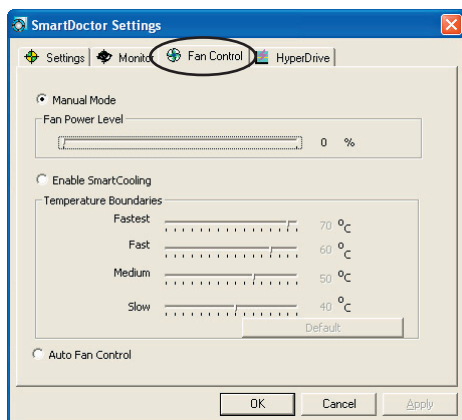 SmartDoctor Settings
Settings Monitor Fan Control HyperDrive
Manual Mode
Fan Power Level
0 %
Enable SmartCooling
Temperature Boundaries
Fastest 70 °C
Fast 60 °C
Medium 50 °C
Slow 40 °C
Default
Auto Fan Control
OK Cancel Apply